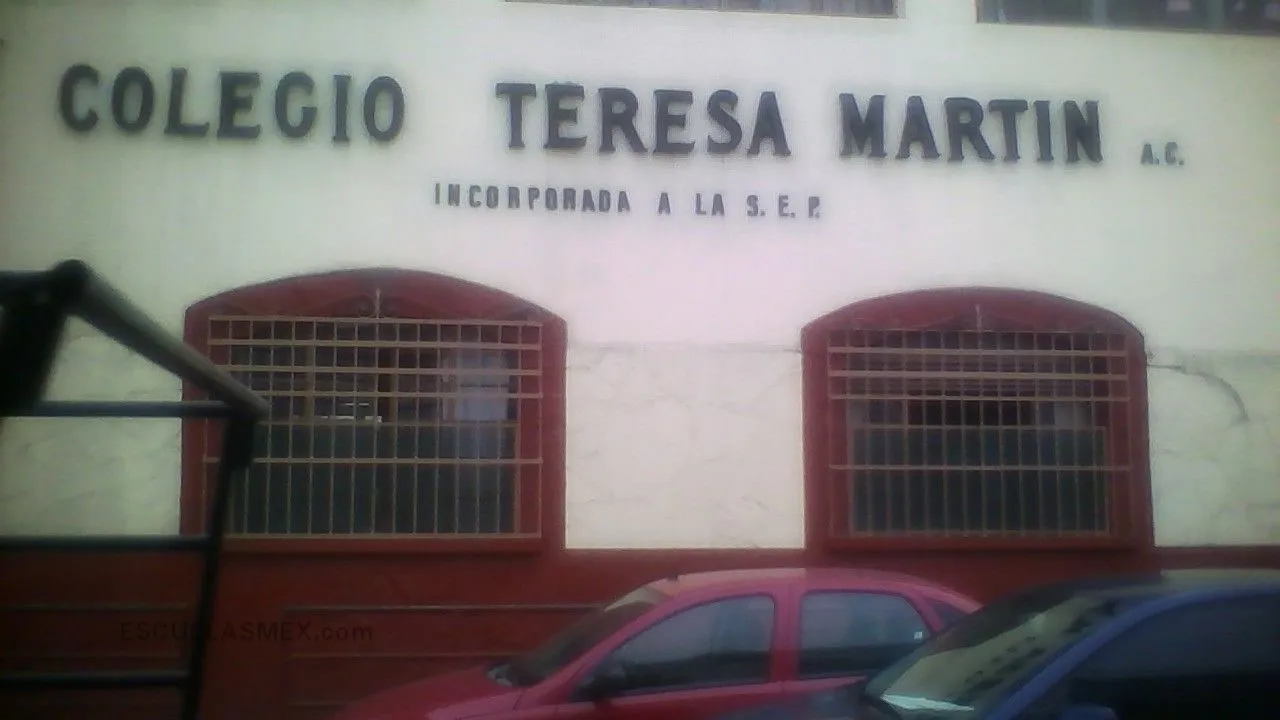 COLEGIO TERESA MARTIN A.C.
INCORPORADA A LA S. E. P.
ESCUELASMEX.com